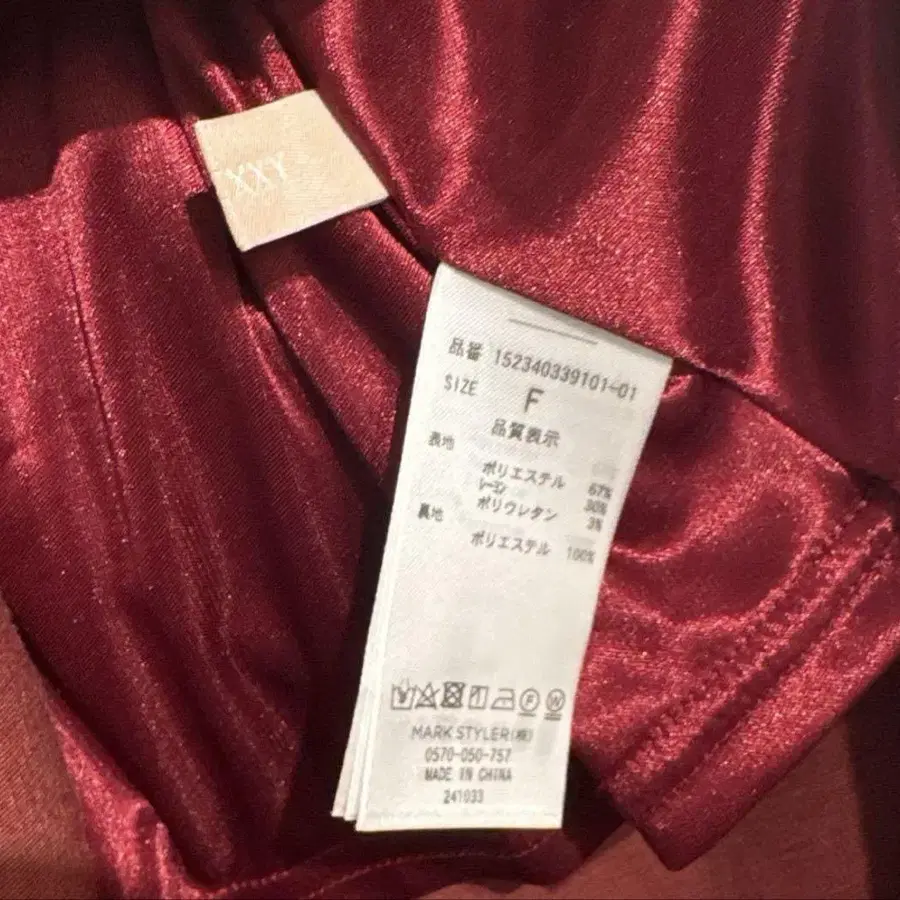 XXY
品番 152340339101-01
SIZE F
品質表示
表地
ポリエステル 67%
レーヨン 30%
ポリウレタン 3%
裏地
ポリエステル 100%
MARK STYLER(株)
0570-050-757
MADE IN CHINA
241033